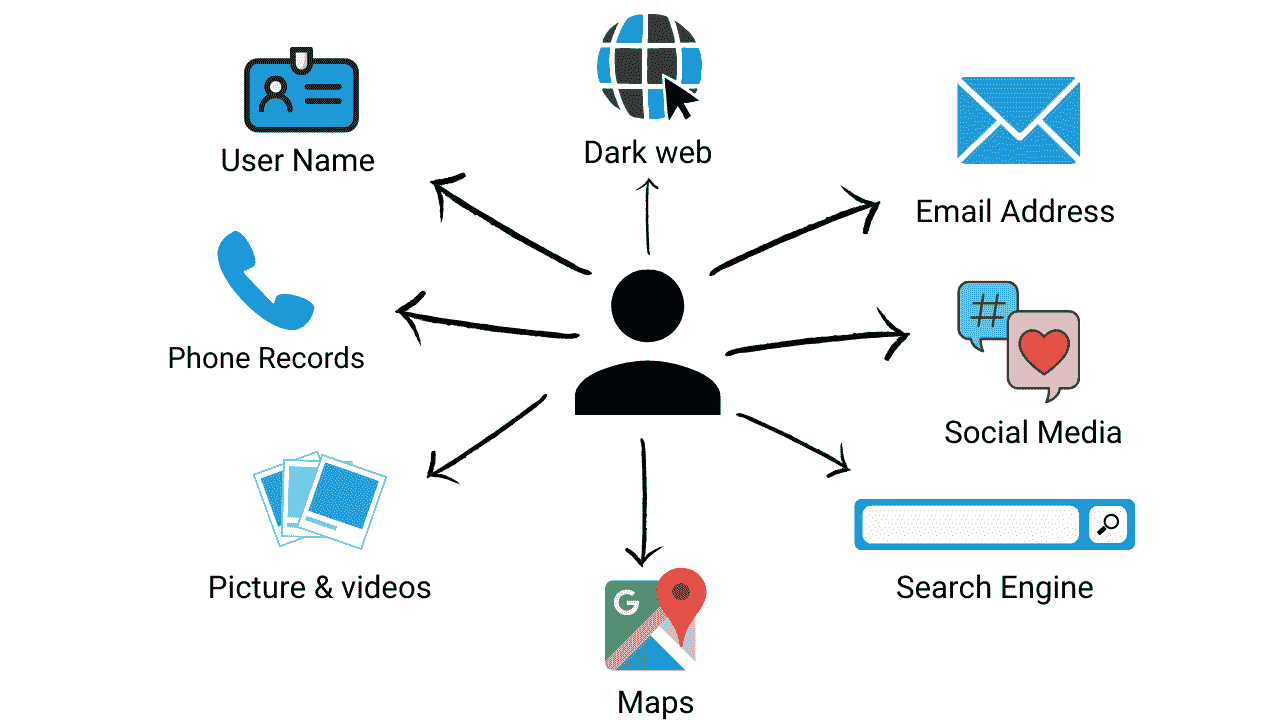 Dark web
User Name
Email Address
Phone Records
Social Media
Picture & videos
Search Engine
G
Maps